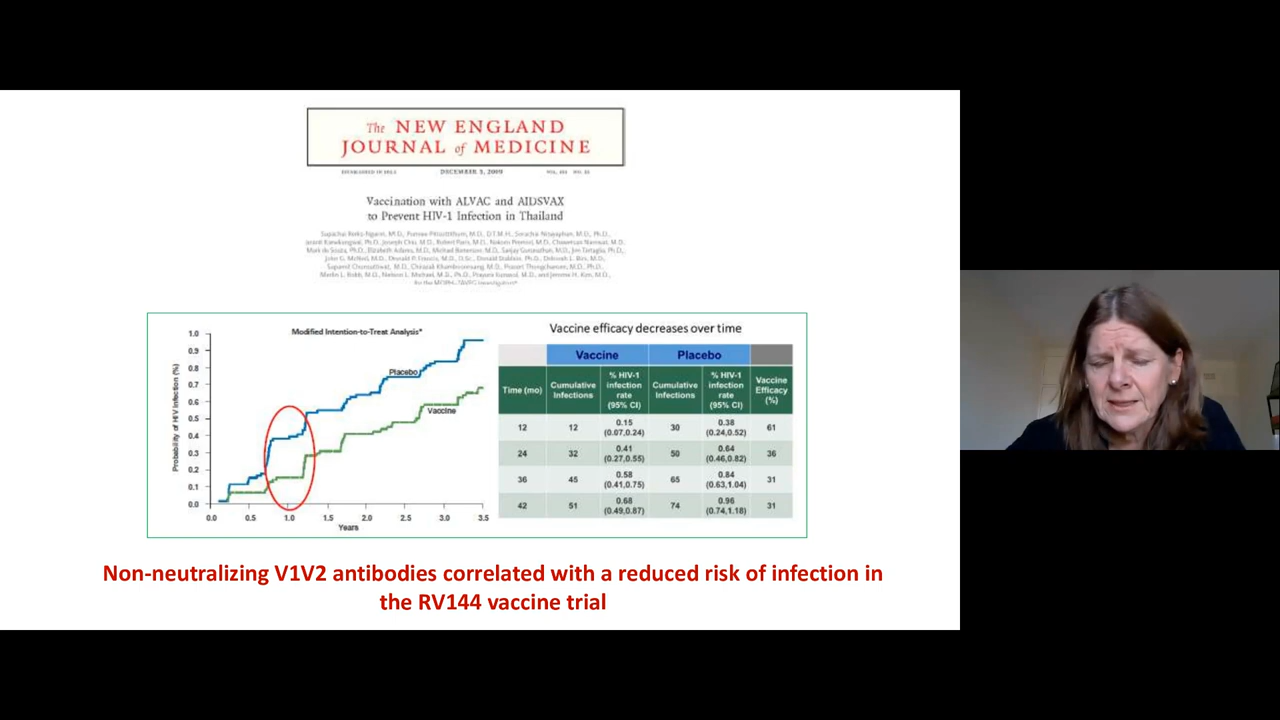 The NEW ENGLAND
JOURNAL of MEDICINE
ESTABLISHED IN 1812 DECEMBER 3, 2009
Vaccination with ALVAC and AIDSVAX
to Prevent HIV-1 Infection in Thailand
Modified Intention-to-Treat Analysis*
Probability of HIV Infection (%)
1.0
0.9
0.8
0.7
0.6
0.5
0.4
0.3
0.2
0.1
0.0
Placebo
Vaccine
0.0 0.5 1.0 1.5 2.0 2.5 3.0 3.5
Years
Vaccine efficacy decreases over time
Vaccine Placebo
Time (mo) Cumulative Infections % HIV-1 infection rate (95% CI) Cumulative Infections % HIV-1 infection rate (95% CI) Vaccine Efficacy (%)
12 12 0.15 (0.07,0.24) 30 0.38 (0.24,0.52) 61
24 32 0.41 (0.27,0.55) 50 0.64 (0.46,0.82) 36
36 45 0.58 (0.41,0.75) 65 0.84 (0.63,1.04) 31
42 51 0.68 (0.49,0.87) 74 0.96 (0.74,1.18) 31
Non-neutralizing V1V2 antibodies correlated with a reduced risk of infection in
the RV144 vaccine trial